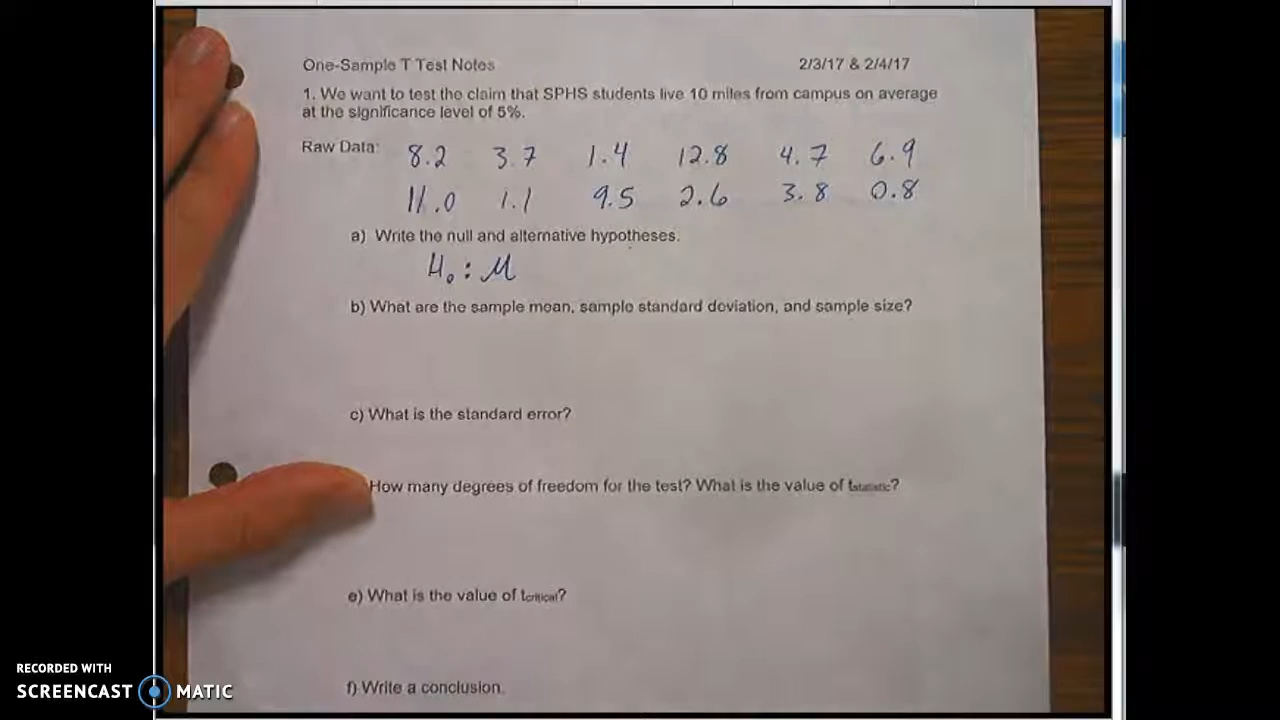 One-Sample T Test Notes 2/3/17 & 2/4/17
1. We want to test the claim that SPHS students live 10 miles from campus on average
at the significance level of 5%.
Raw Data: 8.2 3.7 1.4 12.8 4.7 6.9
11.0 1.1 9.5 2.6 3.8 0.8
a) Write the null and alternative hypotheses.
H₀ : μ
b) What are the sample mean, sample standard deviation, and sample size?
c) What is the standard error?
How many degrees of freedom for the test? What is the value of tstatistic?
e) What is the value of tcritical?
f) Write a conclusion.
RECORDED WITH
SCREENCAST MATIC